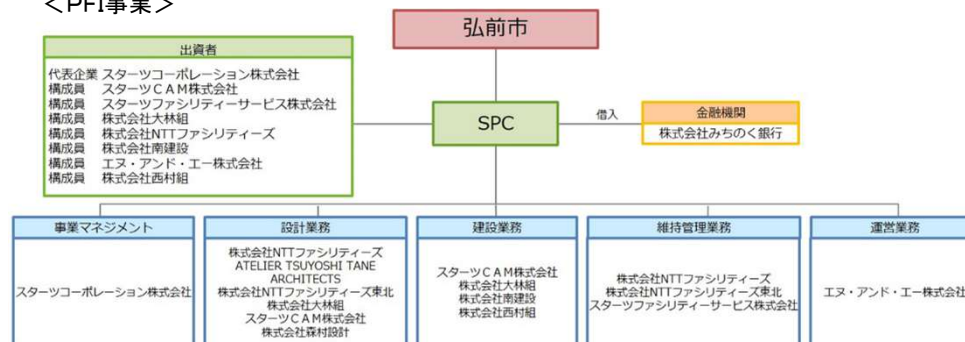 ＜PFI事業＞
弘前市
出資者
代表企業 スターツコーポレーション株式会社
構成員 スターツＣＡＭ株式会社
構成員 スターツファシリティーサービス株式会社
構成員 株式会社大林組
構成員 株式会社NTTファシリティーズ
構成員 株式会社南建設
構成員 エヌ・アンド・エー株式会社
構成員 株式会社西村組
SPC
借入
金融機関
株式会社みちのく銀行
事業マネジメント
スターツコーポレーション株式会社
設計業務
株式会社NTTファシリティーズ
ATELIER TSUYOSHI TANE
ARCHITECTS
株式会社NTTファシリティーズ東北
株式会社大林組
スターツＣＡＭ株式会社
株式会社森村設計
建設業務
スターツＣＡＭ株式会社
株式会社大林組
株式会社南建設
株式会社西村組
維持管理業務
株式会社NTTファシリティーズ
株式会社NTTファシリティーズ東北
スターツファシリティーサービス株式会社
運営業務
エヌ・アンド・エー株式会社